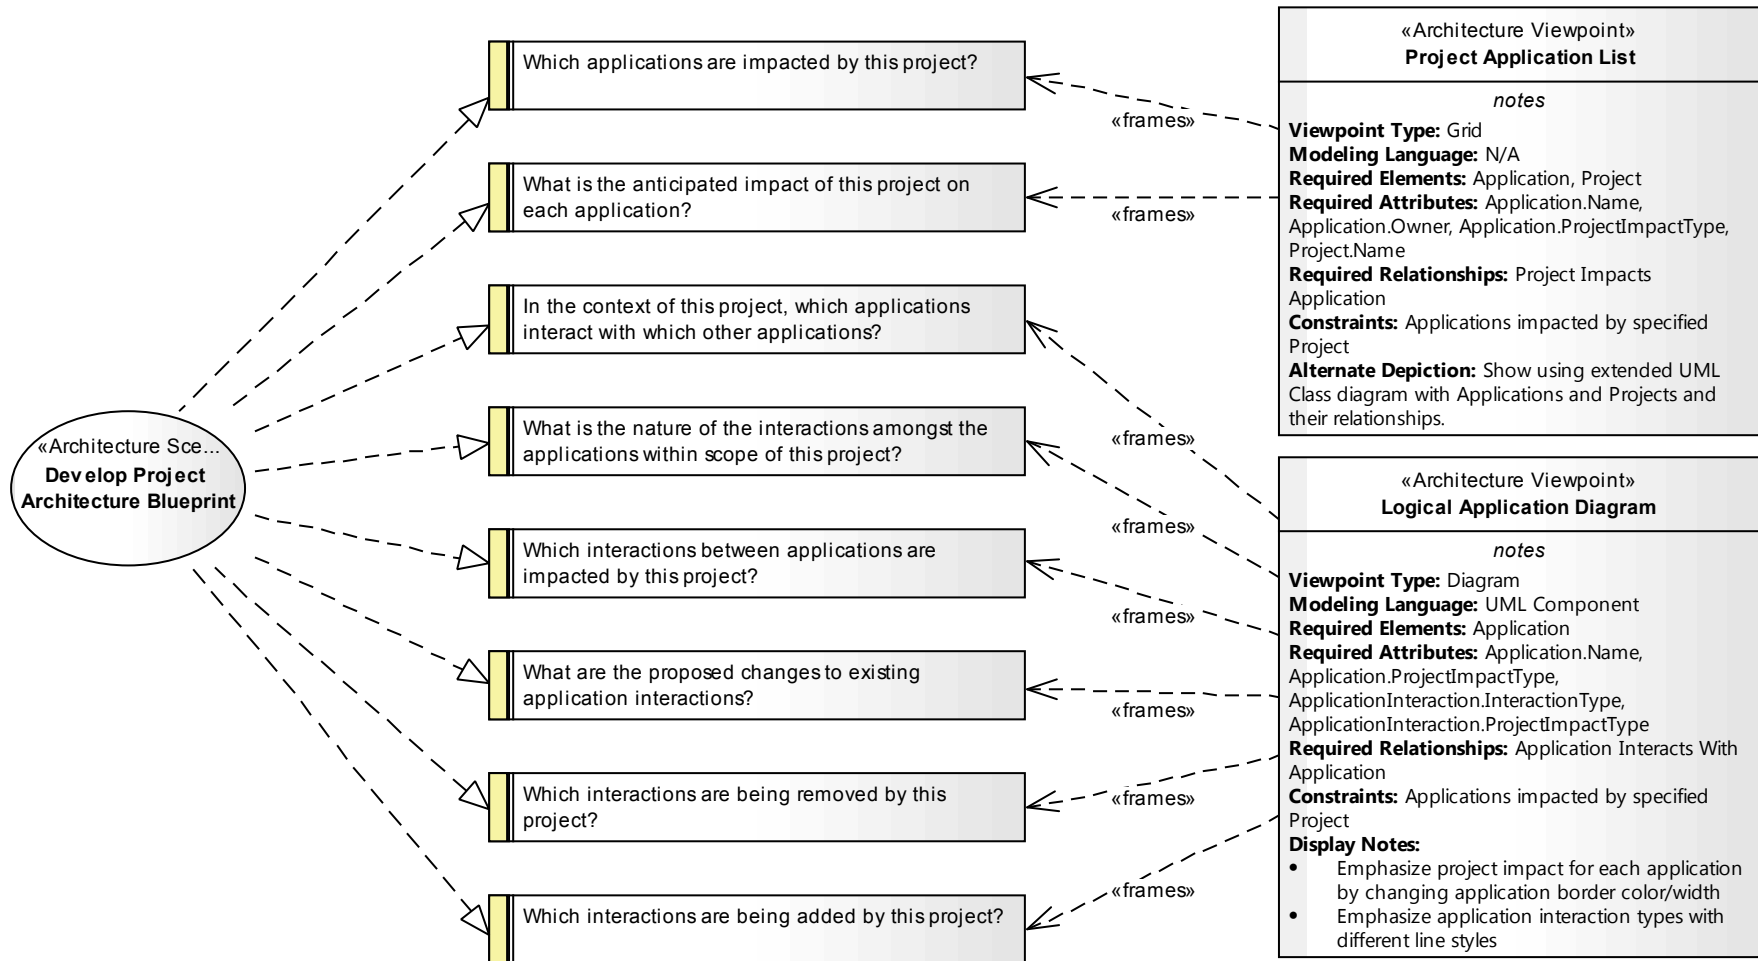 «Architecture Sce...
Develop Project
Architecture Blueprint
Which applications are impacted by this project?
What is the anticipated impact of this project on
each application?
In the context of this project, which applications
interact with which other applications?
What is the nature of the interactions amongst the
applications within scope of this project?
Which interactions between applications are
impacted by this project?
What are the proposed changes to existing
application interactions?
Which interactions are being removed by this
project?
Which interactions are being added by this project?
«frames»
«frames»
«frames»
«frames»
«frames»
«frames»
«frames»
«frames»
«Architecture Viewpoint»
Project Application List
notes
Viewpoint Type: Grid
Modeling Language: N/A
Required Elements: Application, Project
Required Attributes: Application.Name,
Application.Owner, Application.ProjectImpactType,
Project.Name
Required Relationships: Project Impacts
Application
Constraints: Applications impacted by specified
Project
Alternate Depiction: Show using extended UML
Class diagram with Applications and Projects and
their relationships.
«Architecture Viewpoint»
Logical Application Diagram
notes
Viewpoint Type: Diagram
Modeling Language: UML Component
Required Elements: Application
Required Attributes: Application.Name,
Application.ProjectImpactType,
ApplicationInteraction.InteractionType,
ApplicationInteraction.ProjectImpactType
Required Relationships: Application Interacts With
Application
Constraints: Applications impacted by specified
Project
Display Notes:
• Emphasize project impact for each application
by changing application border color/width
• Emphasize application interaction types with
different line styles